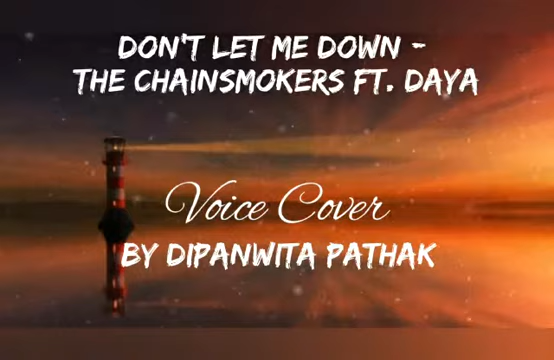 DON'T LET ME DOWN -
THE CHAINSMOKERS FT. DAYA
Voice Cover
BY DIPANWITA PATHAK